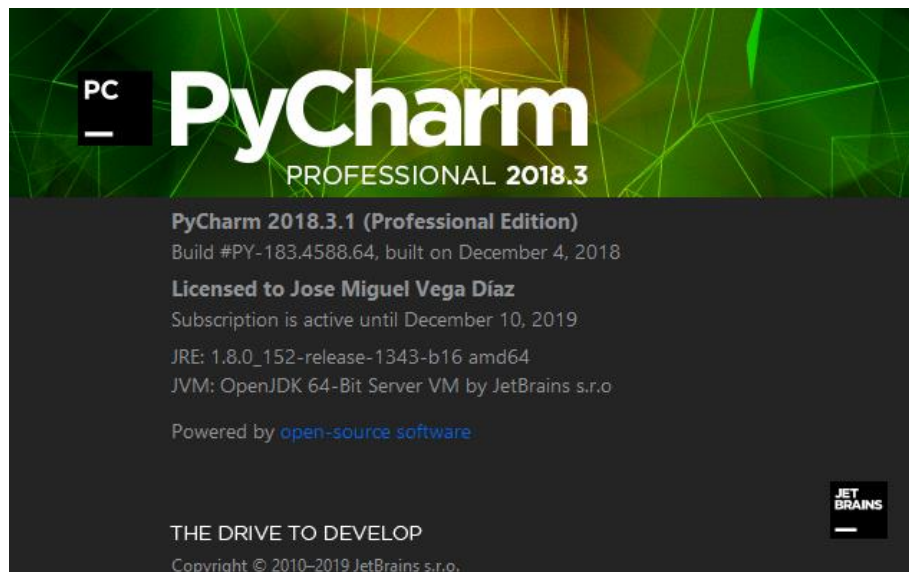 PC
PyCharm
PROFESSIONAL 2018.3
PyCharm 2018.3.1 (Professional Edition)
Build #PY-183.4588.64, built on December 4, 2018
Licensed to Jose Miguel Vega Díaz
Subscription is active until December 10, 2019
JRE: 1.8.0_152-release-1343-b16 amd64
JVM: OpenJDK 64-Bit Server VM by JetBrains s.r.o
Powered by open-source software
JET
BRAINS
THE DRIVE TO DEVELOP
Copyright © 2010–2019 JetBrains s.r.o.